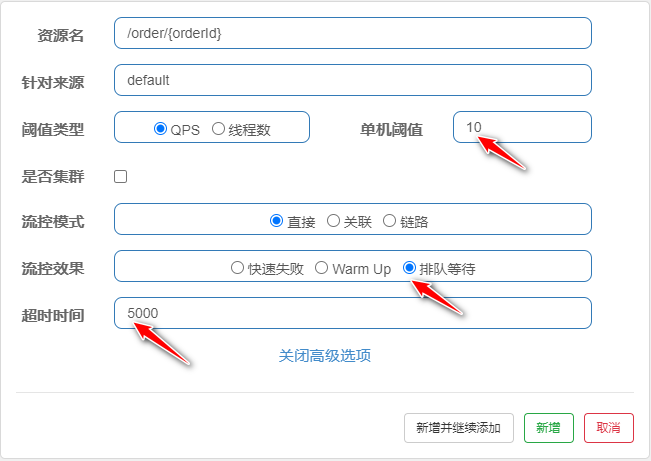 资源名 /order/{orderId}
针对来源 default
阈值类型 QPS 线程数 单机阈值 10
是否集群
流控模式 直接 关联 链路
流控效果 快速失败 Warm Up 排队等待
超时时间 5000
关闭高级选项
新增并继续添加 新增 取消